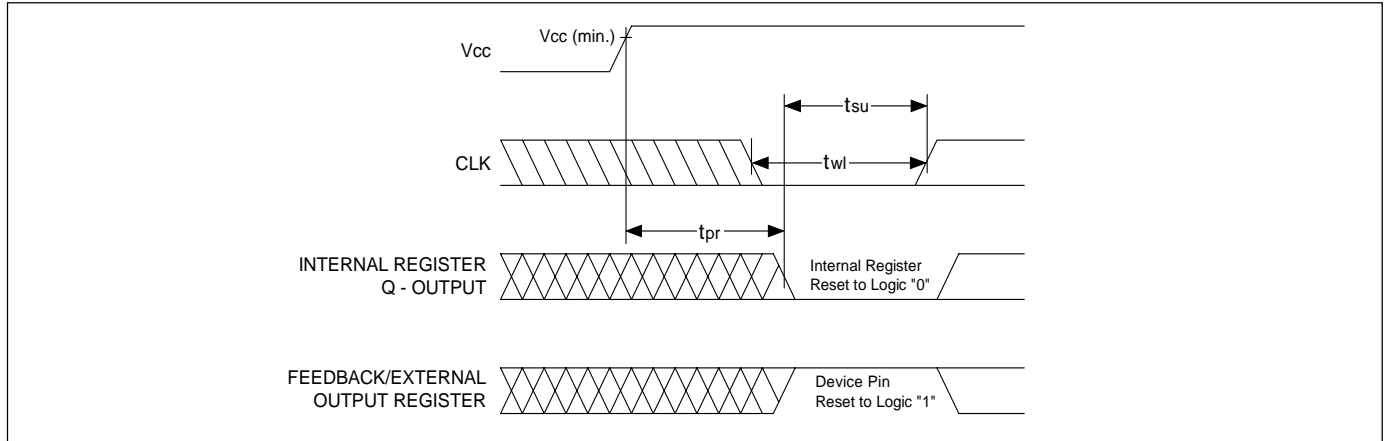 Vcc
Vcc (min.)
tsu
CLK
twl
tpr
INTERNAL REGISTER
Q - OUTPUT
Internal Register
Reset to Logic "0"
FEEDBACK/EXTERNAL
OUTPUT REGISTER
Device Pin
Reset to Logic "1"